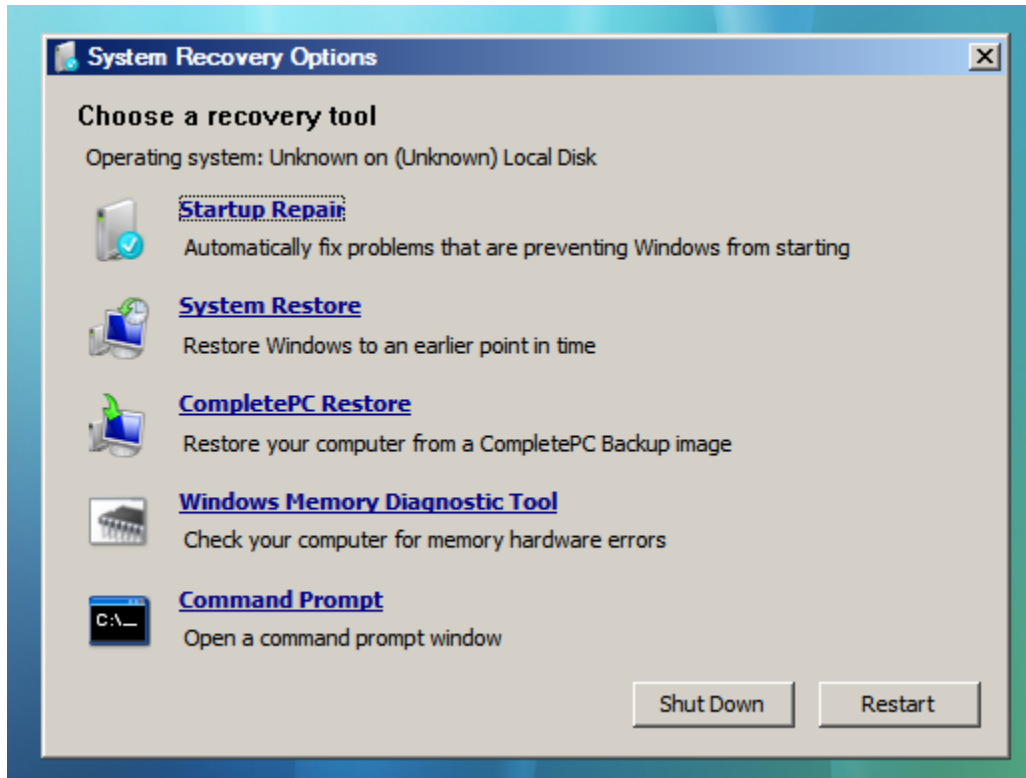 System Recovery Options
Choose a recovery tool
Operating system: Unknown on (Unknown) Local Disk
Startup Repair
Automatically fix problems that are preventing Windows from starting
System Restore
Restore Windows to an earlier point in time
CompletePC Restore
Restore your computer from a CompletePC Backup image
Windows Memory Diagnostic Tool
Check your computer for memory hardware errors
C:\_
Command Prompt
Open a command prompt window
Shut Down Restart